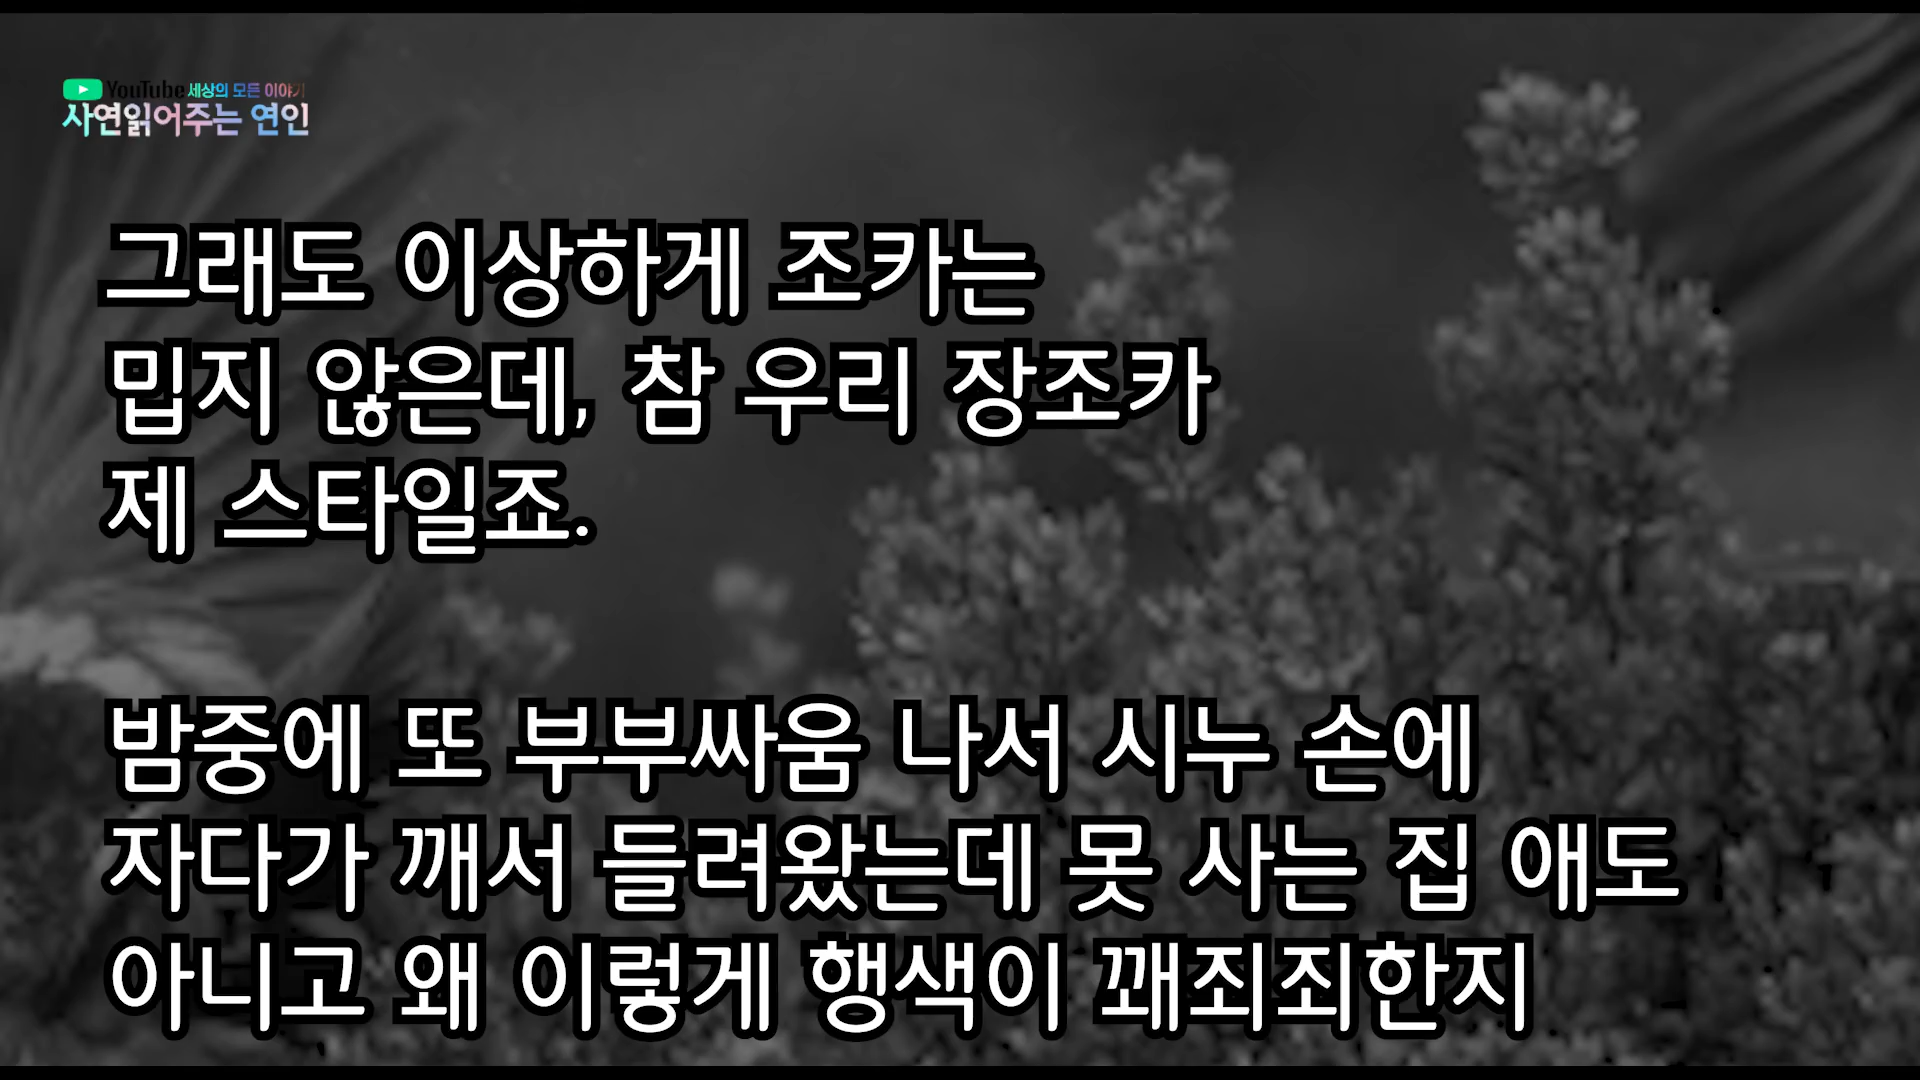 YouTube 세상의 모든 이야기
사연읽어주는 연인
그래도 이상하게 조카는
밉지 않은데, 참 우리 장조카
제 스타일죠.
밤중에 또 부부싸움 나서 시누 손에
자다가 깨서 들려왔는데 못 사는 집 애도
아니고 왜 이렇게 행색이 꽤죄죄한지